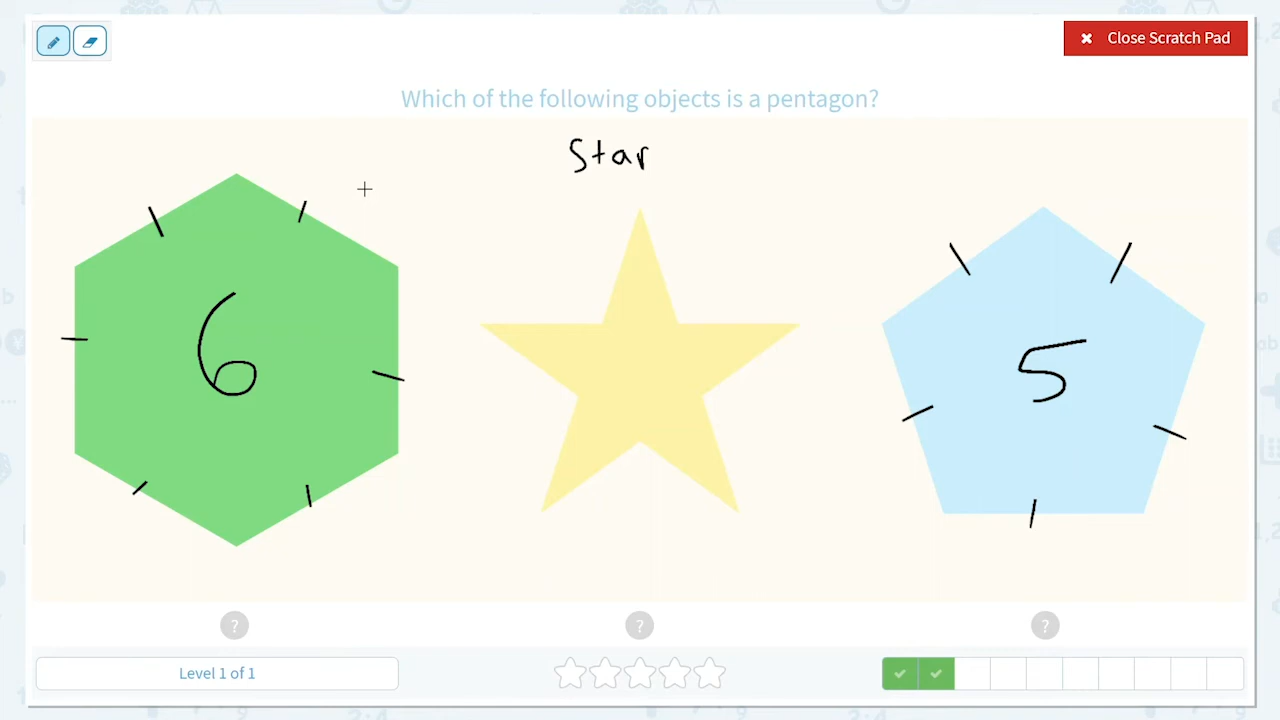 Close Scratch Pad
Which of the following objects is a pentagon?
Star
6
5
? ? ?
Level 1 of 1